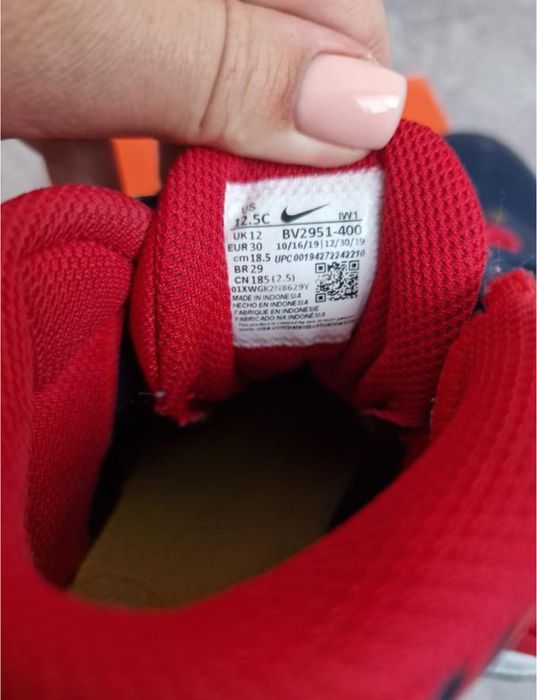 US
12.5C IW1
UK 12 BV2951-400
EUR 30 10/16/19 | 12/30/19
cm 18.5 UPC 00194272242210
BR 29
CN 185 (2.5)
01XWGK2N8629Y
MADE IN INDONESIA
HECHO EN INDONESIA
FABRIQUE EN INDONESIE
FABRICADO NA INDONÉSIA